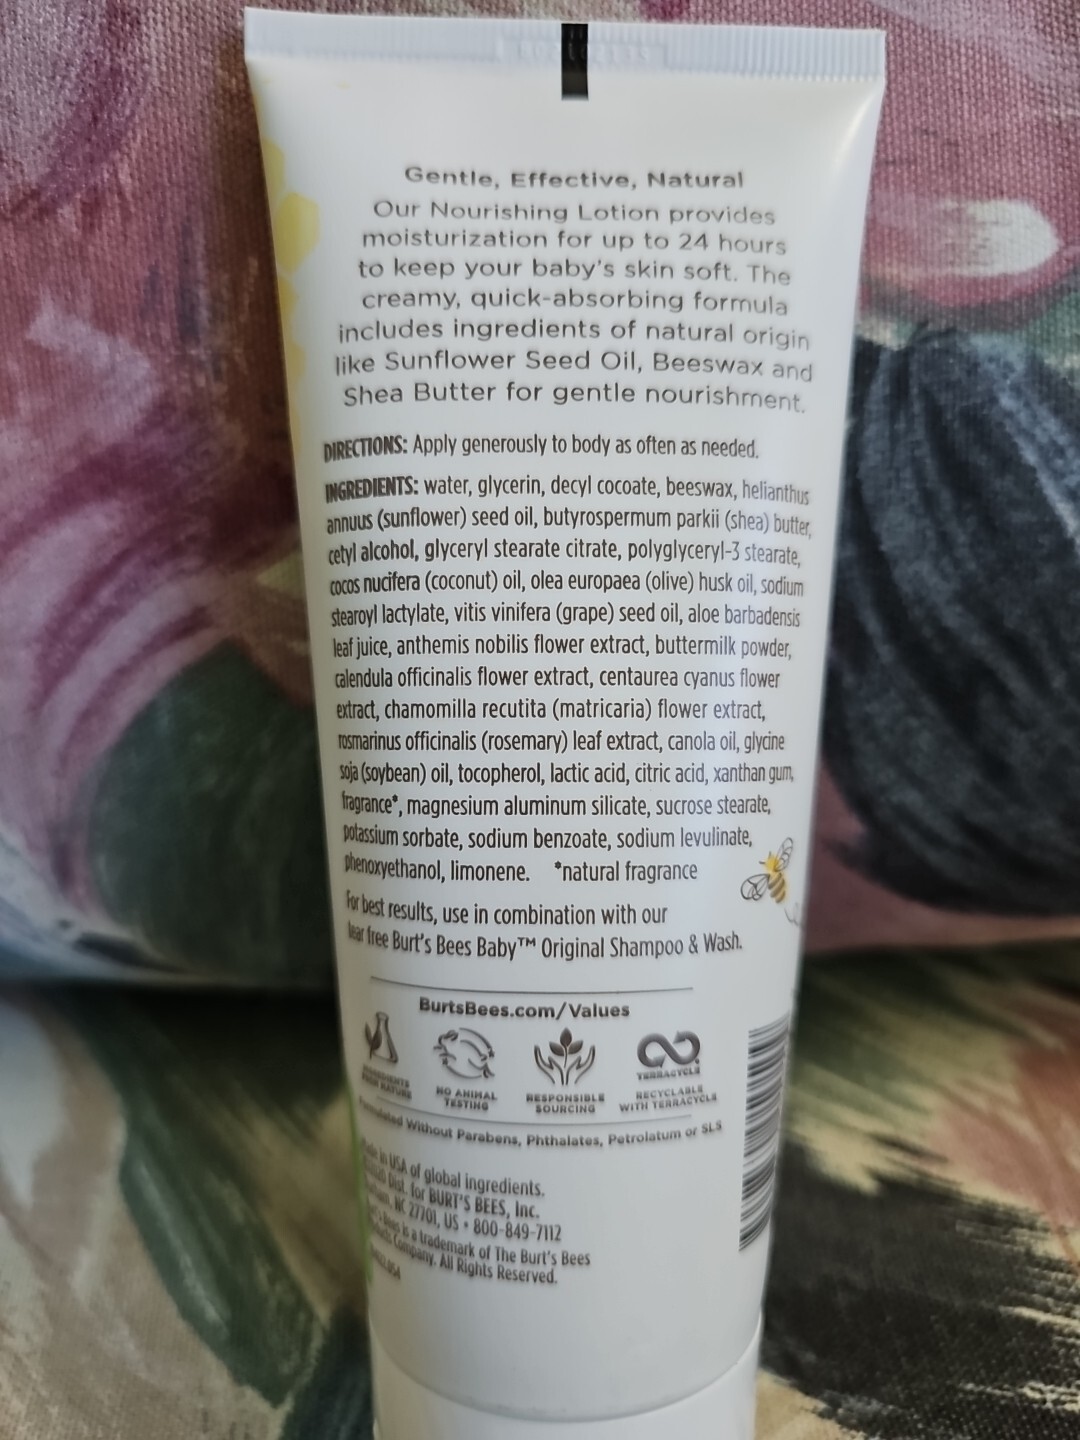 Gentle, Effective, Natural
Our Nourishing Lotion provides
moisturization for up to 24 hours
to keep your baby's skin soft. The
creamy, quick-absorbing formula
includes ingredients of natural origin
like Sunflower Seed Oil, Beeswax and
Shea Butter for gentle nourishment.
DIRECTIONS: Apply generously to body as often as needed.
INGREDIENTS: water, glycerin, decyl cocoate, beeswax, helianthus
annuus (sunflower) seed oil, butyrospermum parkii (shea) butter,
cetyl alcohol, glyceryl stearate citrate, polyglyceryl-3 stearate,
cocos nucifera (coconut) oil, olea europaea (olive) husk oil, sodium
stearoyl lactylate, vitis vinifera (grape) seed oil, aloe barbadensis
leaf juice, anthemis nobilis flower extract, buttermilk powder,
calendula officinalis flower extract, centaurea cyanus flower
extract, chamomilla recutita (matricaria) flower extract,
rosmarinus officinalis (rosemary) leaf extract, canola oil, glycine
soja (soybean) oil, tocopherol, lactic acid, citric acid, xanthan gum,
fragrance*, magnesium aluminum silicate, sucrose stearate,
potassium sorbate, sodium benzoate, sodium levulinate,
phenoxyethanol, limonene. *natural fragrance
For best results, use in combination with our
tear free Burt's Bees Baby™ Original Shampoo & Wash.
BurtsBees.com/Values
INGREDIENTS
FROM NATURE
NO ANIMAL
TESTING
RESPONSIBLE
SOURCING
TERRACYCLE
RECYCLABLE
WITH TERRACYCLE
Formulated Without Parabens, Phthalates, Petrolatum or SLS
Made in USA of global ingredients.
Dist. for BURT'S BEES, Inc.
NC 27701, US • 800-849-7112
Burt's Bees is a trademark of The Burt's Bees
Products Company. All Rights Reserved.